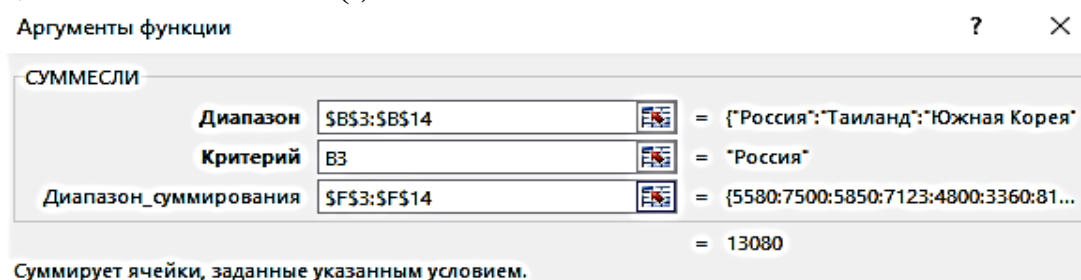 Аргументы функции ? ×
СУММЕСЛИ
Диапазон $B$3:$B$14 = {"Россия":"Таиланд":"Южная Корея"
Критерий B3 = "Россия"
Диапазон_суммирования $F$3:$F$14 = {5580:7500:5850:7123:4800:3360:81...
= 13080
Суммирует ячейки, заданные указанным условием.